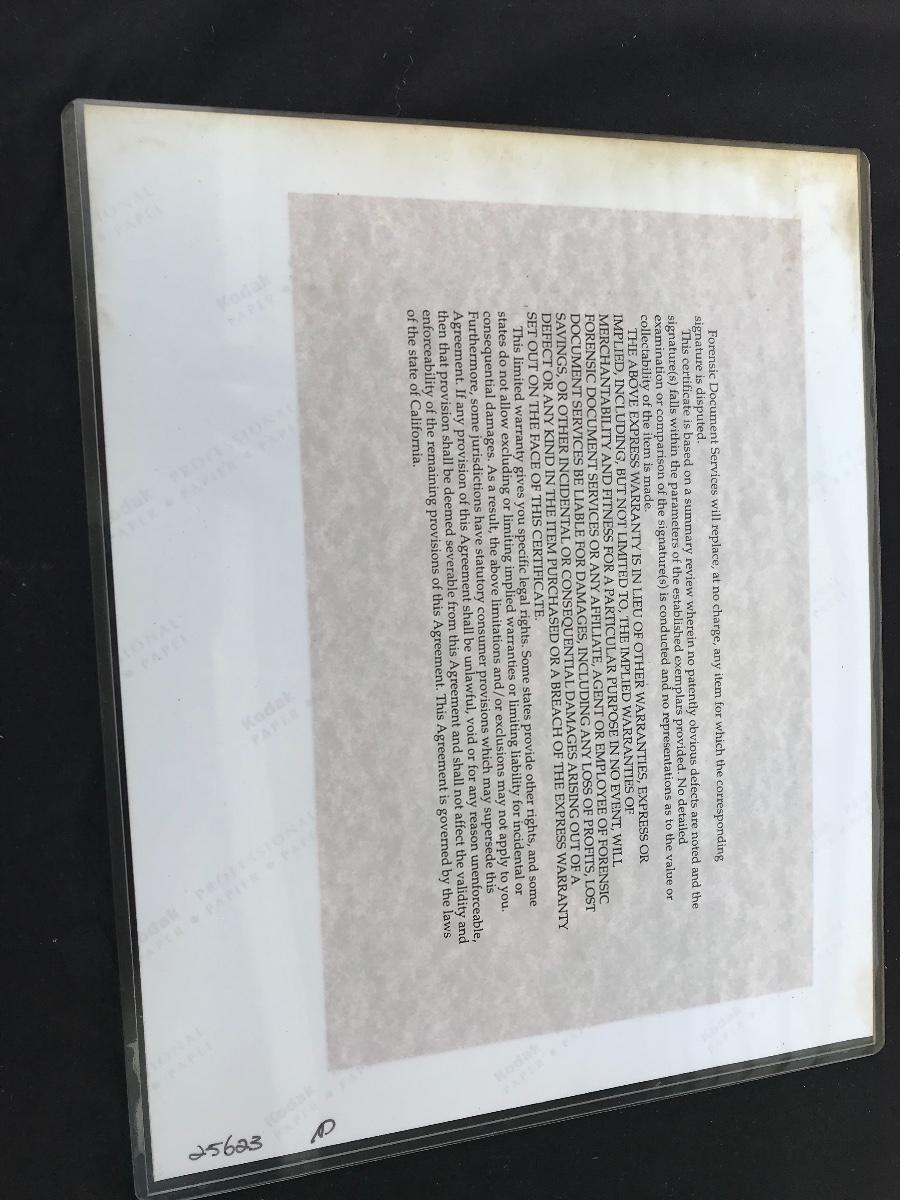 Forensic Document Services will replace, at no charge, any item for which the corresponding
signature is disputed.
This certificate is based on a summary review wherein no patently obvious defects are noted and the
signature(s) falls within the parameters of the established exemplars provided. No detailed
examination or comparison of the signature(s) is conducted and no representations as to the value or
collectability of the item is made.
THE ABOVE EXPRESS WARRANTY IS IN LIEU OF OTHER WARRANTIES, EXPRESS OR
IMPLIED, INCLUDING, BUT NOT LIMITED TO, THE IMPLIED WARRANTIES OF
MERCHANTABILITY AND FITNESS FOR A PARTICULAR PURPOSE IN NO EVENT, WILL
FORENSIC DOCUMENT SERVICES OR ANY AFFILIATE, AGENT OR EMPLOYEE OF FORENSIC
DOCUMENT SERVICES BE LIABLE FOR DAMAGES, INCLUDING ANY LOSS OF PROFITS, LOST
SAVINGS, OR OTHER INCIDENTAL OR CONSEQUENTIAL DAMAGES ARISING OUT OF A
DEFECT OR ANY KIND IN THE ITEM PURCHASED OR A BREACH OF THE EXPRESS WARRANTY
SET OUT ON THE FACE OF THIS CERTIFICATE.
This limited warranty gives you specific legal rights. Some states provide other rights, and some
states do not allow excluding or limiting implied warranties or limiting liability for incidental or
consequential damages. As a result, the above limitations and/or exclusions may not apply to you.
Furthermore, some jurisdictions have statutory consumer provisions which may supersede this
Agreement. If any provision of this Agreement shall be unlawful, void or for any reason unenforceable,
then that provision shall be deemed severable from this Agreement and shall not affect the validity and
enforceability of the remaining provisions of this Agreement. This Agreement is governed by the laws
of the state of California.
25623